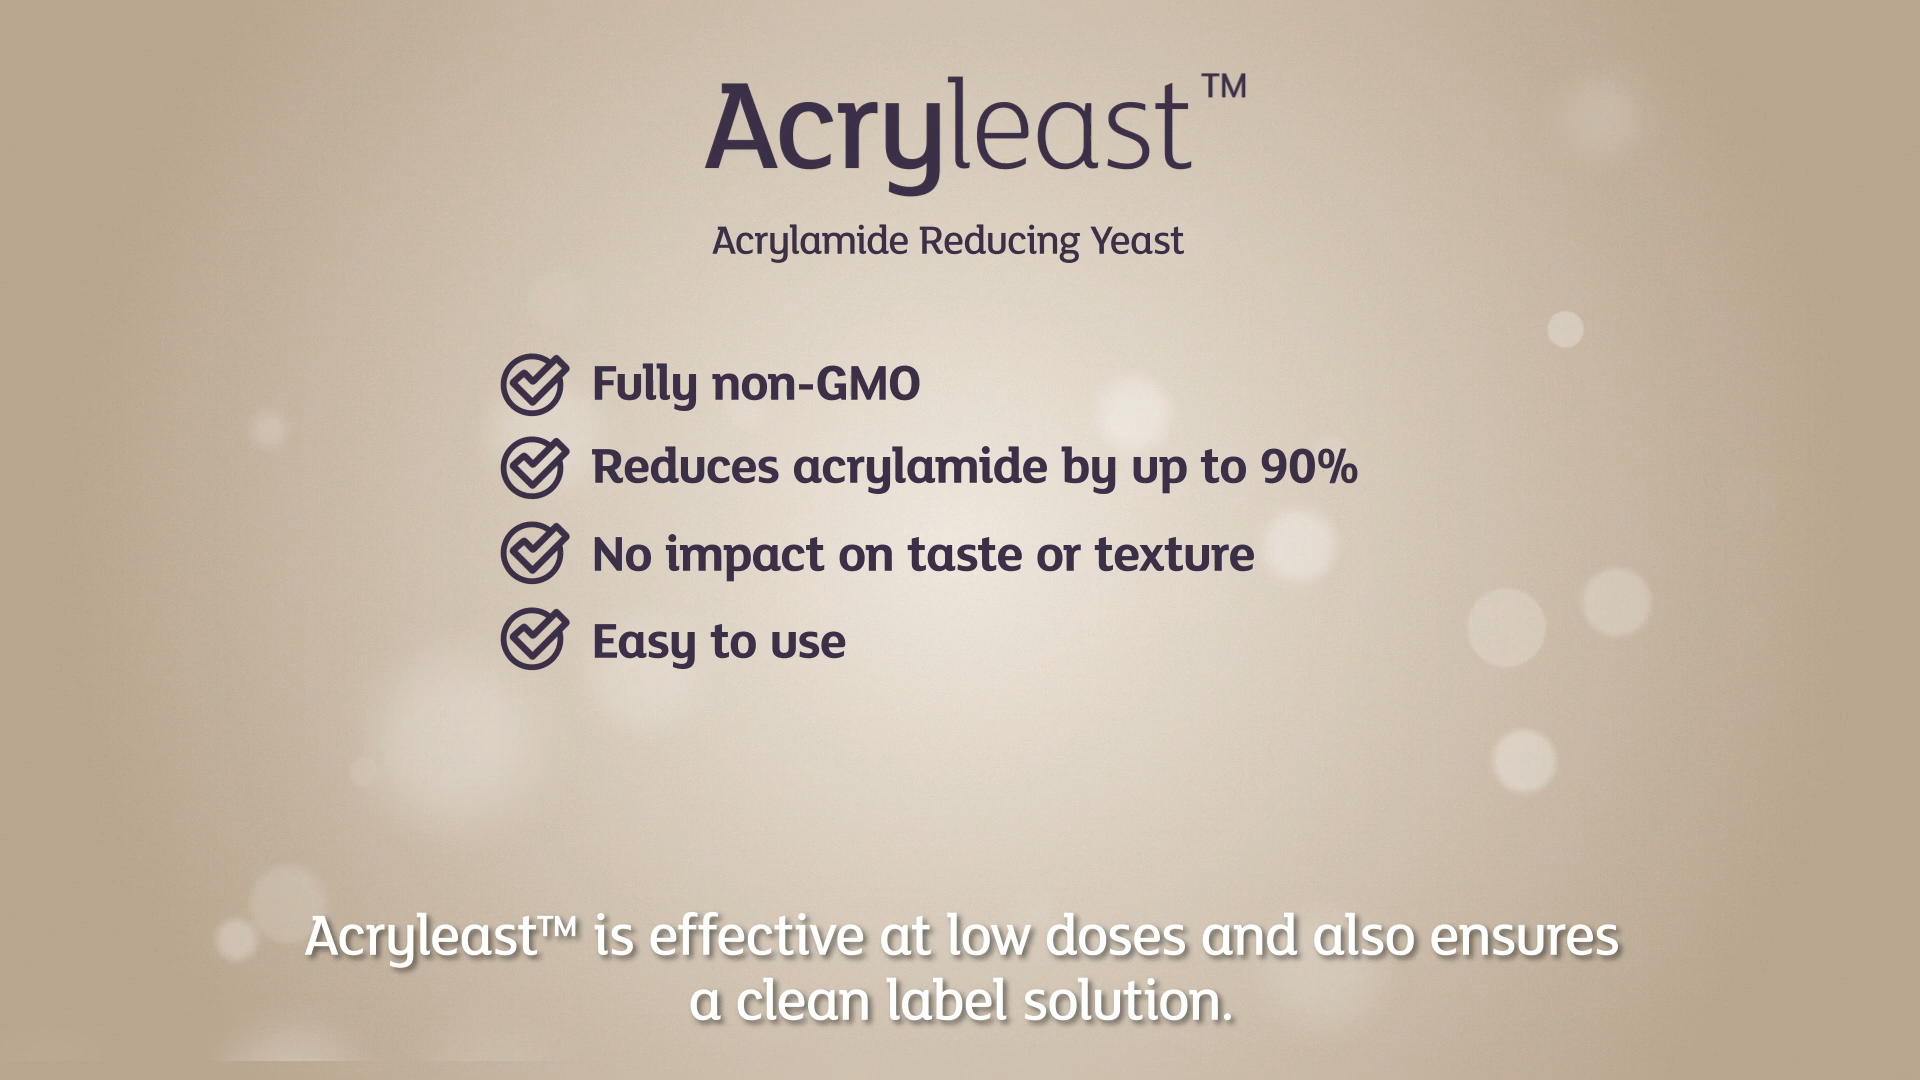 Acryleast™
Acrylamide Reducing Yeast
Fully non-GMO
Reduces acrylamide by up to 90%
No impact on taste or texture
Easy to use
Acryleast™ is effective at low doses and also ensures
a clean label solution.